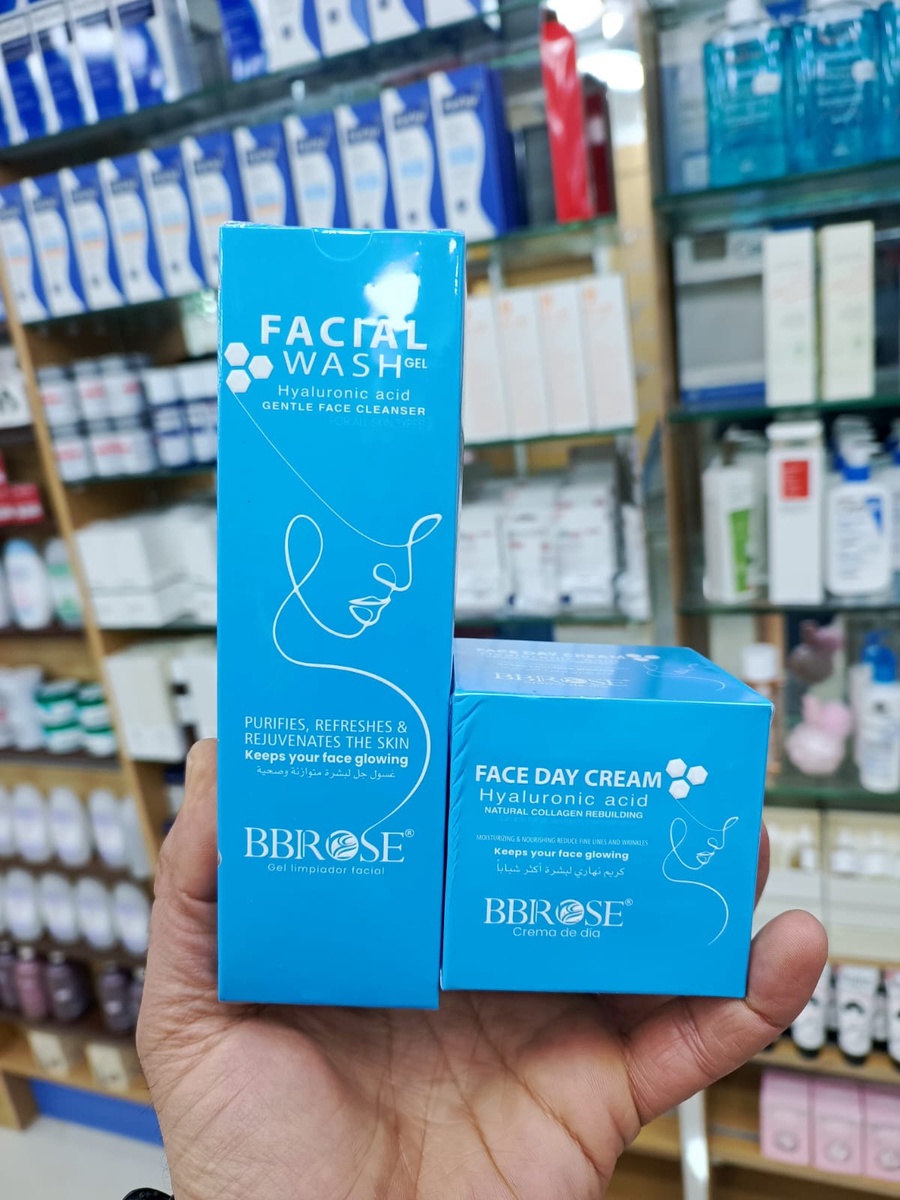 FACIAL
WASH GEL
Hyaluronic acid
GENTLE FACE CLEANSER
PURIFIES, REFRESHES &
REJUVENATES THE SKIN
Keeps your face glowing
غسول جل لبشرة متوازنة وصحية
BBROSE®
Gel limpiador facial
FACE DAY CREAM
BBROSE
FACE DAY CREAM
Hyaluronic acid
NATURAL COLLAGEN REBUILDING
MOISTURIZING & NOURISHING REDUCE FINE LINES AND WRINKLES
Keeps your face glowing
كريم نهاري لبشرة أكثر شباباً
BBROSE®
Crema de día